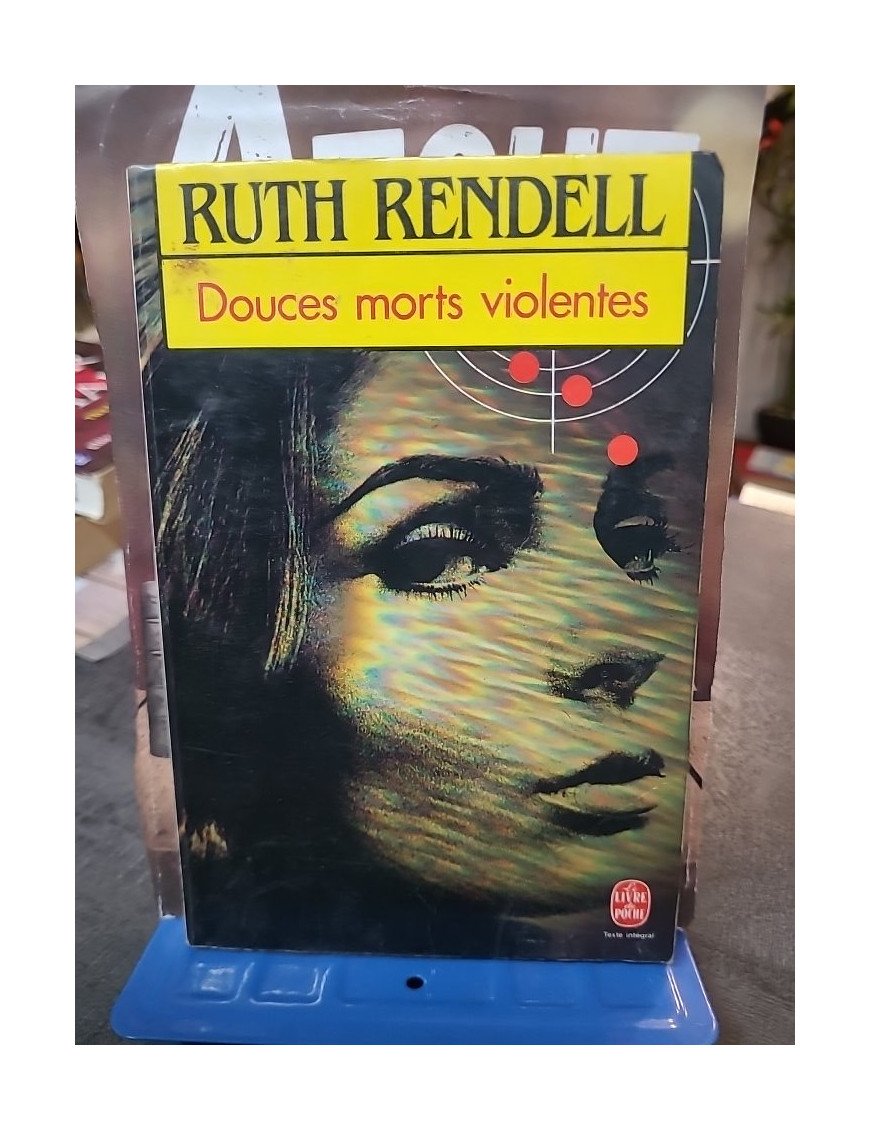 RUTH RENDELL
Douces morts violentes
Le
LIVRE
de
POCHE
Texte intégral